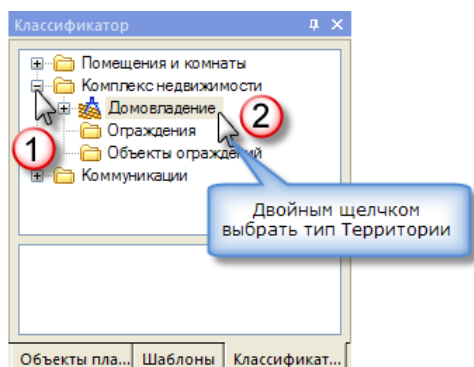 Классификатор
Помещения и комнаты
Комплекс недвижимости
Домовладение
2
1
Ограждения
Объекты ограждений
Коммуникации
Двойным щелчком
выбрать тип Территории
Объекты пла... Шаблоны Классификат...